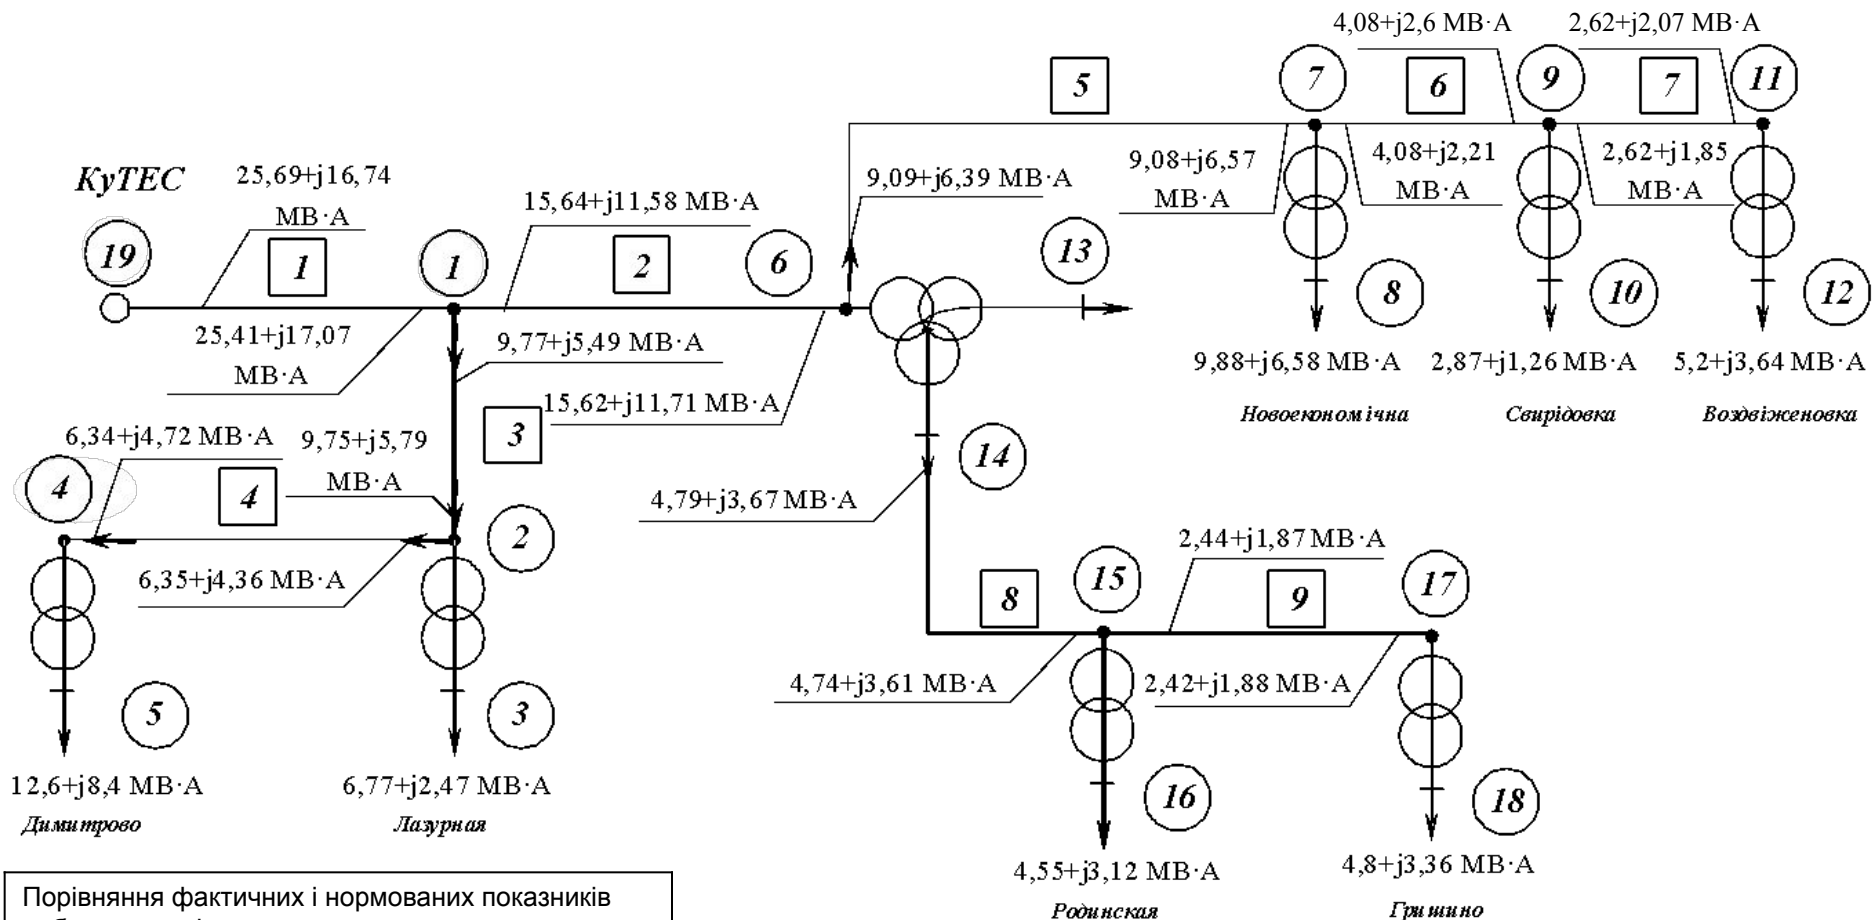 4,08+j2,6 МВ·А
2,62+j2,07 МВ·А
5
7
6
9
7
11
КуТЕС
25,69+j16,74
МВ·А
15,64+j11,58 МВ·А
9,09+j6,39 МВ·А
9,08+j6,57
МВ·А
4,08+j2,21
МВ·А
2,62+j1,85
МВ·А
19
1
1
2
6
13
8
10
12
25,41+j17,07
МВ·А
9,77+j5,49 МВ·А
15,62+j11,71 МВ·А
9,88+j6,58 МВ·А
2,87+j1,26 МВ·А
5,2+j3,64 МВ·А
Новоекономічна
Свирідовка
Воздвіженовка
6,34+j4,72 МВ·А
9,75+j5,79
МВ·А
3
4
4
14
4,79+j3,67 МВ·А
2
6,35+j4,36 МВ·А
2,44+j1,87 МВ·А
8
15
9
17
4,74+j3,61 МВ·А
2,42+j1,88 МВ·А
5
3
16
18
12,6+j8,4 МВ·А
6,77+j2,47 МВ·А
Димитрово
Лазурная
4,55+j3,12 МВ·А
4,8+j3,36 МВ·А
Родинская
Гришино
Порівняння фактичних і нормованих показників